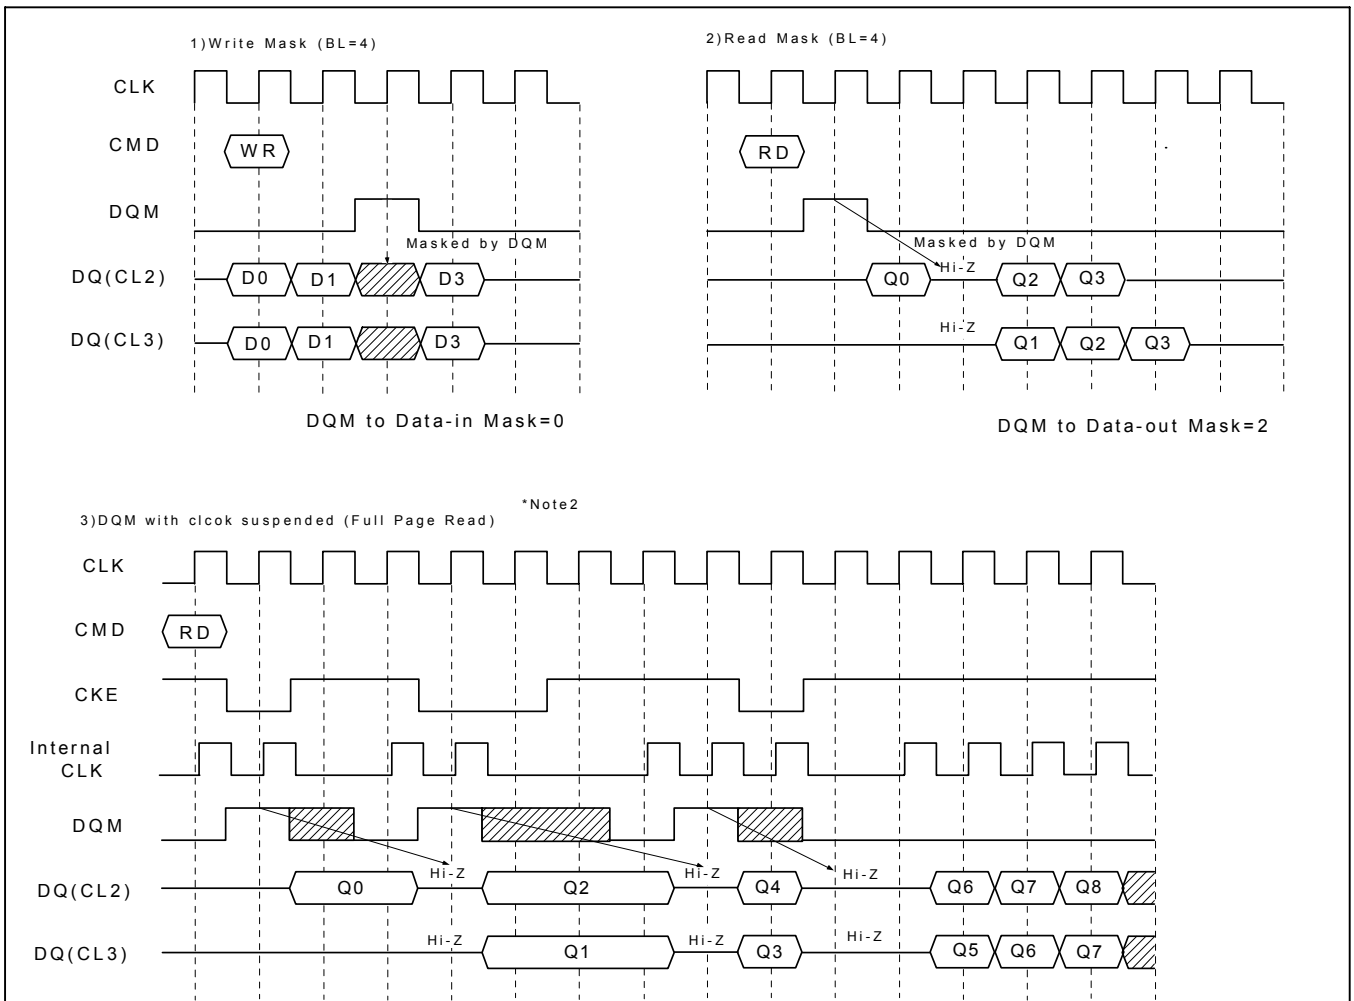 1)Write Mask (BL=4)
2)Read Mask (BL=4)
CLK
CMD
WR
RD
DQM
Masked by DQM
Masked by DQM
DQ(CL2)
D0
D1
D3
Q0
Hi-Z
Q2
Q3
DQ(CL3)
D0
D1
D3
Hi-Z
Q1
Q2
Q3
DQM to Data-in Mask=0
DQM to Data-out Mask=2
*Note2
3)DQM with clcok suspended (Full Page Read)
CLK
CMD
RD
CKE
Internal
CLK
DQM
DQ(CL2)
Q0
Hi-Z
Q2
Hi-Z
Q4
Hi-Z
Q6
Q7
Q8
DQ(CL3)
Hi-Z
Q1
Hi-Z
Q3
Hi-Z
Q5
Q6
Q7